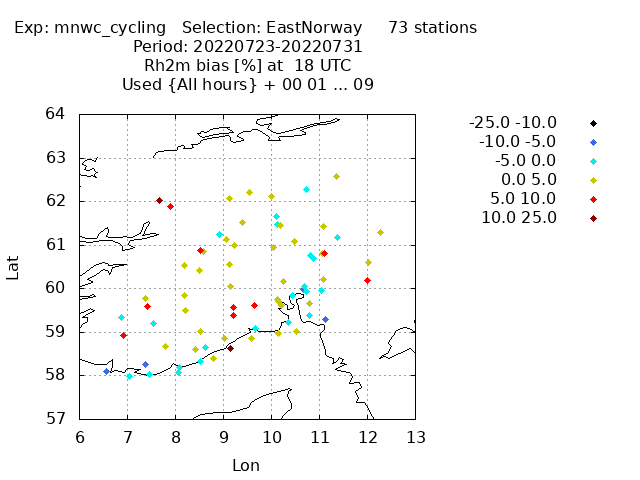 Exp: mnwc_cycling   Selection: EastNorway     73 stations
Period: 20220723-20220731
Rh2m bias [%] at  18 UTC
Used {All hours} + 00 01 ... 09
-25.0 -10.0
-10.0 -5.0
-5.0 0.0
0.0 5.0
5.0 10.0
10.0 25.0
64
63
62
61
60
59
58
57
Lat
6 7 8 9 10 11 12 13
Lon